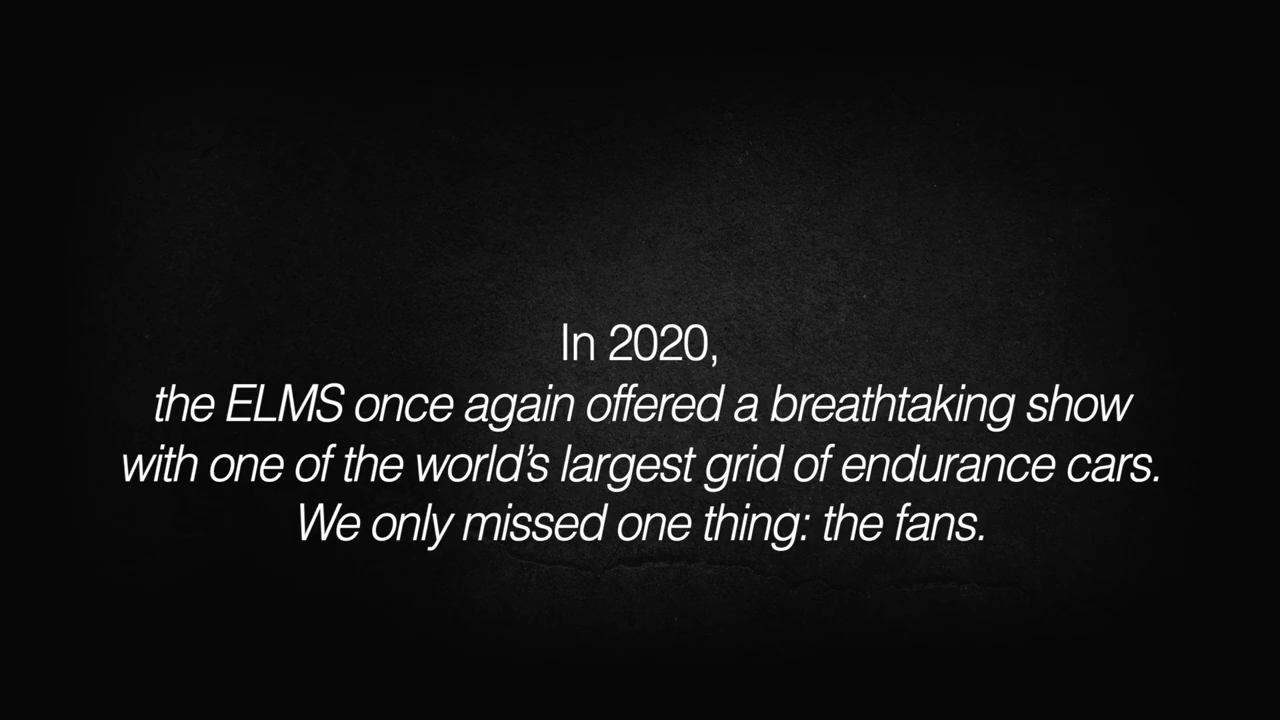 In 2020,
the ELMS once again offered a breathtaking show
with one of the world’s largest grid of endurance cars.
We only missed one thing: the fans.